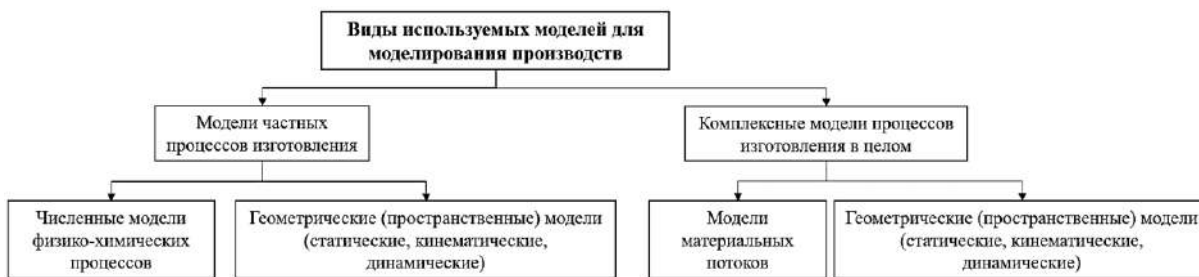 Виды используемых моделей для
моделирования производств
Модели частных
процессов изготовления
Комплексные модели процессов
изготовления в целом
Численные модели
физико-химических
процессов
Геометрические (пространственные) модели
(статические, кинематические,
динамические)
Модели
материальных
потоков
Геометрические (пространственные) модели
(статические, кинематические,
динамические)